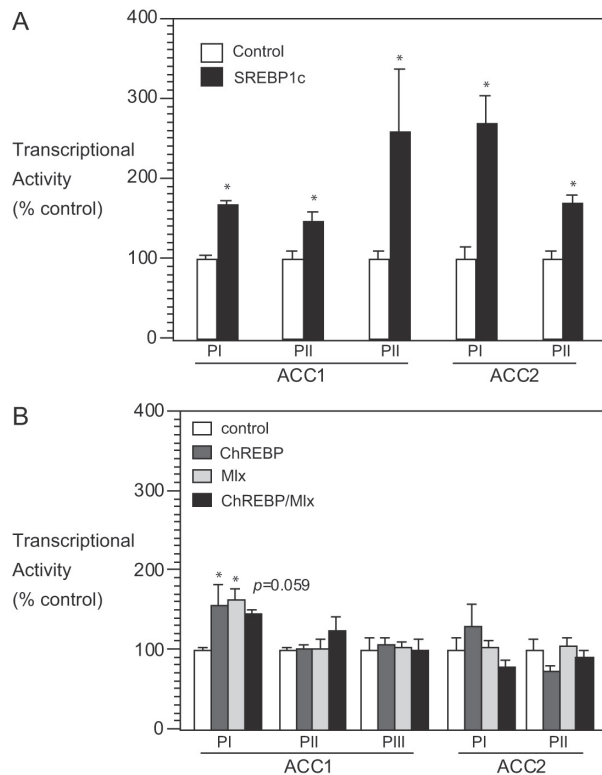 A
400
300
200
100
0
Transcriptional
Activity
(% control)
Control
SREBP1c
*
*
*
*
*
PI
PII
PII
PI
PII
ACC1
ACC2
B
400
300
200
100
0
Transcriptional
Activity
(% control)
control
ChREBP
Mlx
ChREBP/Mlx
* * p=0.059
PI
PII
PIII
PI
PII
ACC1
ACC2